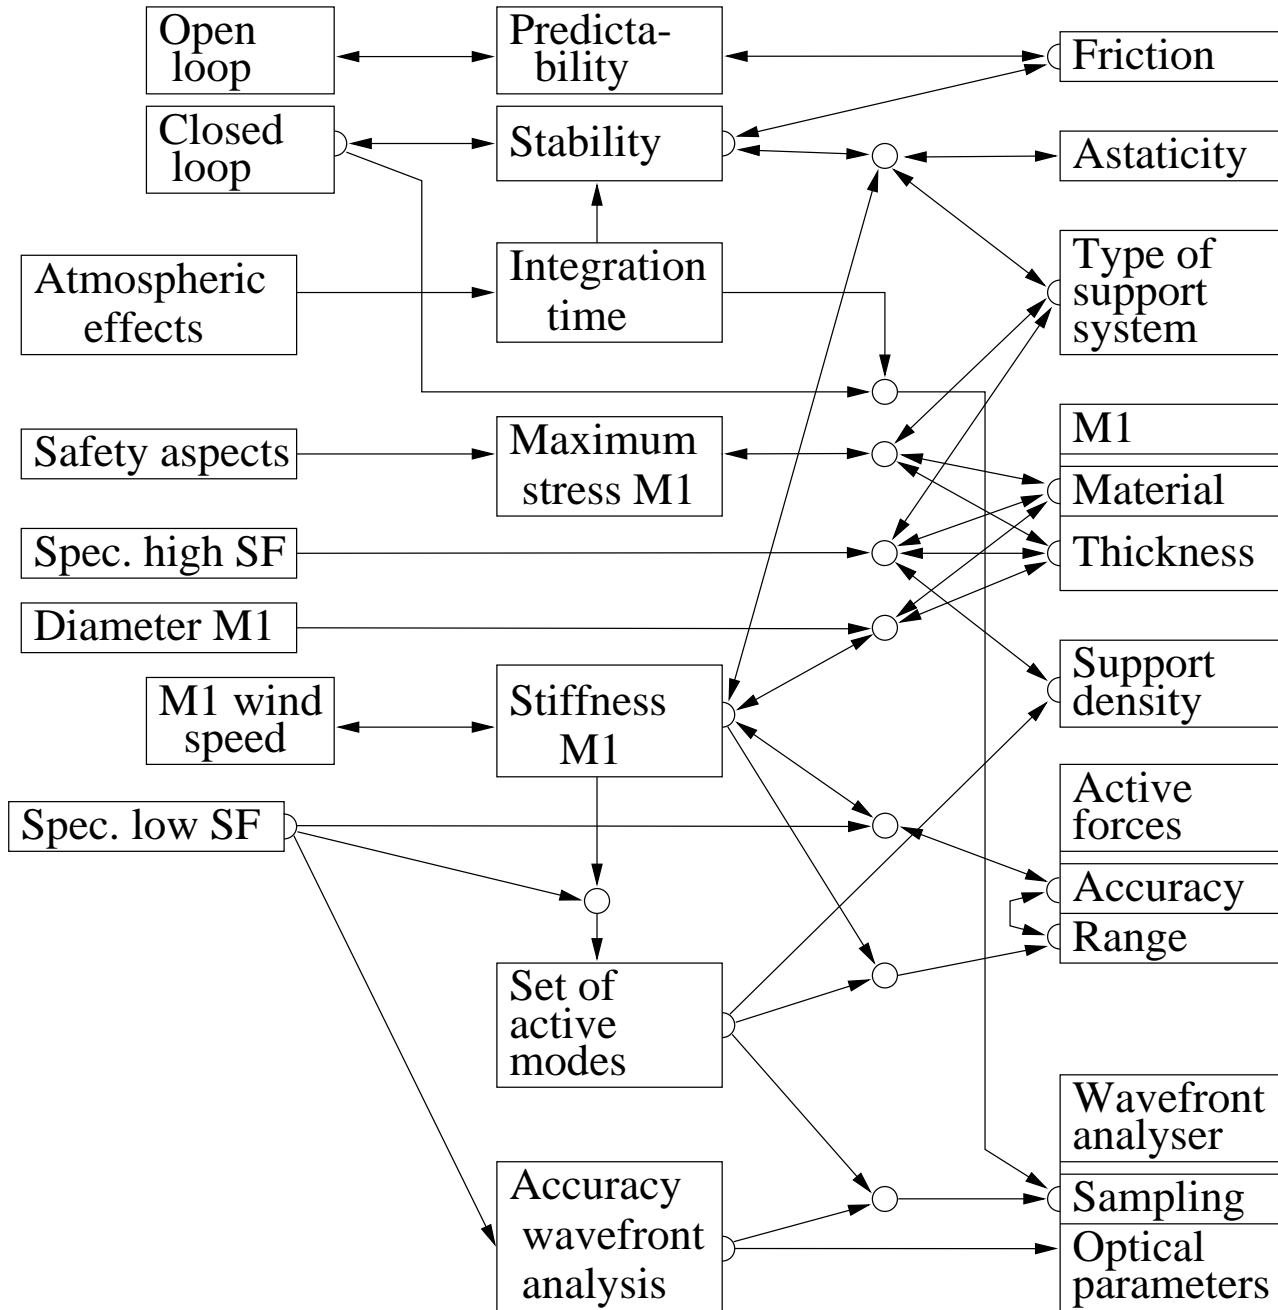 Open
loop
Predicta-
bility
Friction
Closed
loop
Stability
Astaticity
Atmospheric
effects
Integration
time
Type of
support
system
Safety aspects
Maximum
stress M1
M1
Material
Thickness
Spec. high SF
Diameter M1
M1 wind
speed
Stiffness
M1
Support
density
Spec. low SF
Active
forces
Accuracy
Range
Set of
active
modes
Wavefront
analyser
Sampling
Optical
parameters
Accuracy
wavefront
analysis